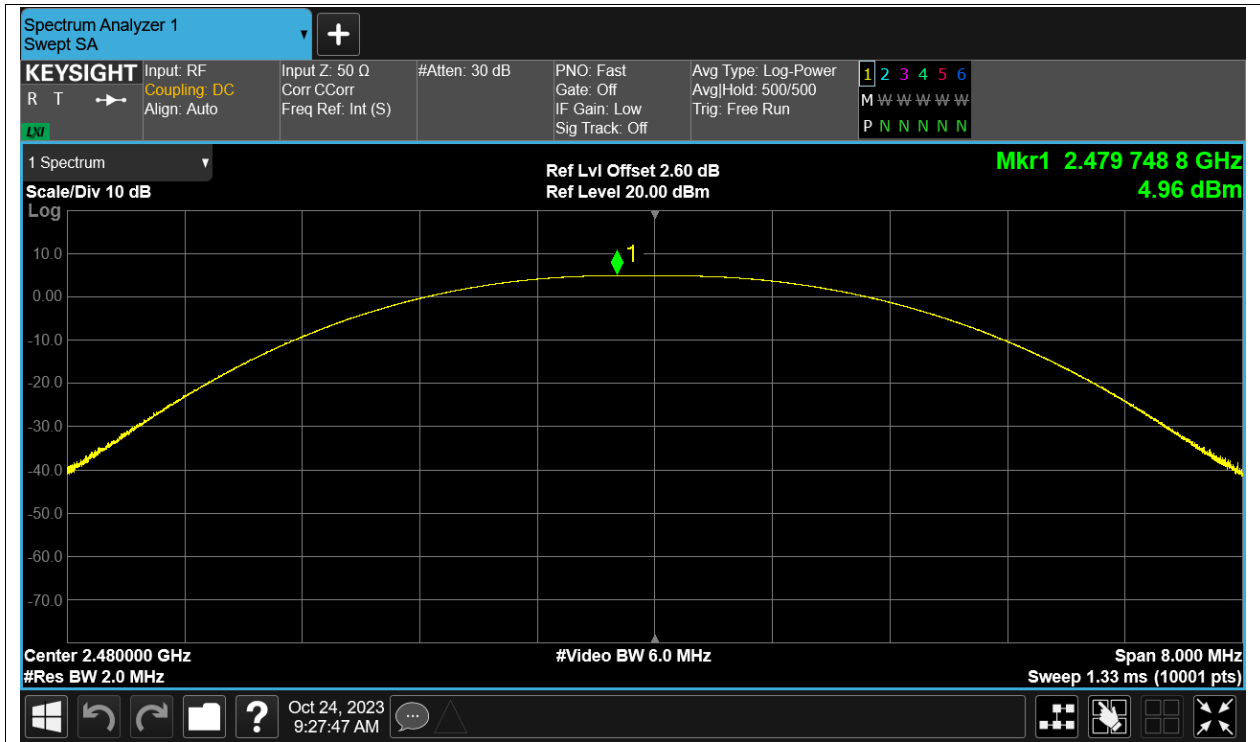 Spectrum Analyzer 1
Swept SA
KEYSIGHT
R T
LXI
Input: RF
Coupling: DC
Align: Auto
Input Z: 50 Ω
Corr CCorr
Freq Ref: Int (S)
#Atten: 30 dB
PNO: Fast
Gate: Off
IF Gain: Low
Sig Track: Off
Avg Type: Log-Power
Avg|Hold: 500/500
Trig: Free Run
1 2 3 4 5 6
M W W W W W
P N N N N N
1 Spectrum
Scale/Div 10 dB
Log
Ref Lvl Offset 2.60 dB
Ref Level 20.00 dBm
Mkr1 2.479 748 8 GHz
4.96 dBm
1
10.0
0.00
-10.0
-20.0
-30.0
-40.0
-50.0
-60.0
-70.0
Center 2.480000 GHz
#Res BW 2.0 MHz
#Video BW 6.0 MHz
Span 8.000 MHz
Sweep 1.33 ms (10001 pts)
?
Oct 24, 2023
9:27:47 AM